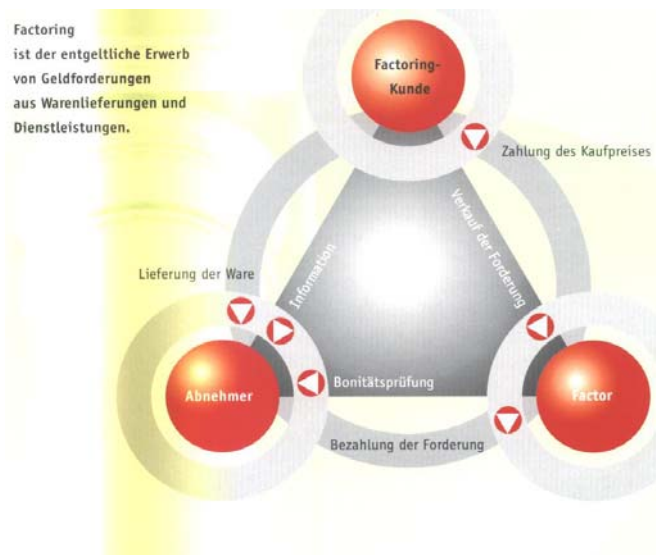 Factoring
ist der entgeltliche Erwerb
von Geldforderungen
aus Warenlieferungen und
Dienstleistungen.
Factoring-
Kunde
Zahlung des Kaufpreises
Verkauf der Forderung
Information
Lieferung der Ware
Abnehmer
Bonitätsprüfung
Factor
Bezahlung der Forderung